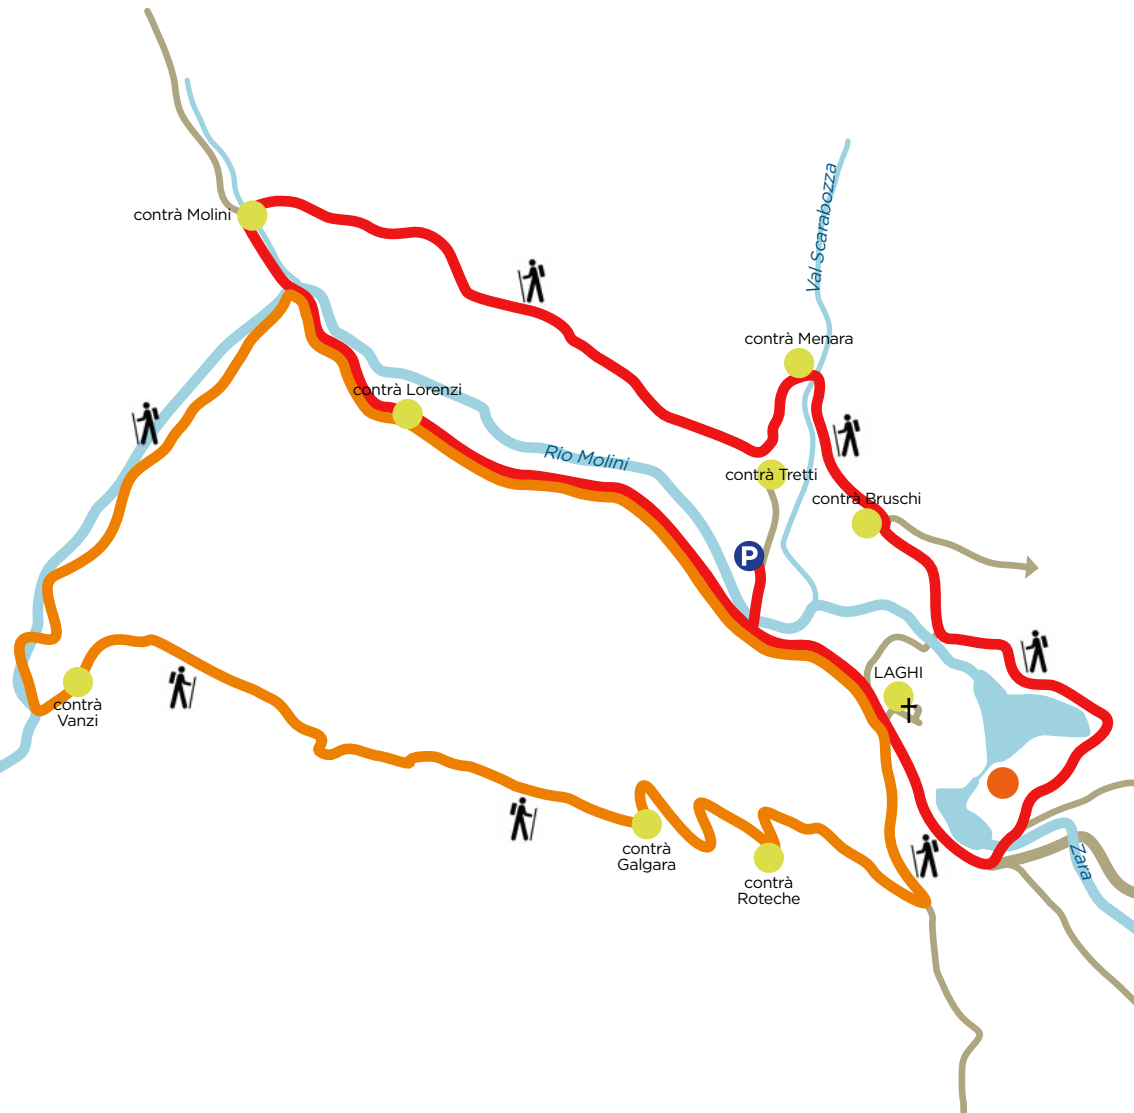 contrà Molini
Val Scarabozza
contrà Menara
contrà Lorenzi
Rio Molini
contrà Tretti
contrà Bruschi
P
LAGHI
contrà
Vanzi
contrà
Galgara
contrà
Roteche
Zara